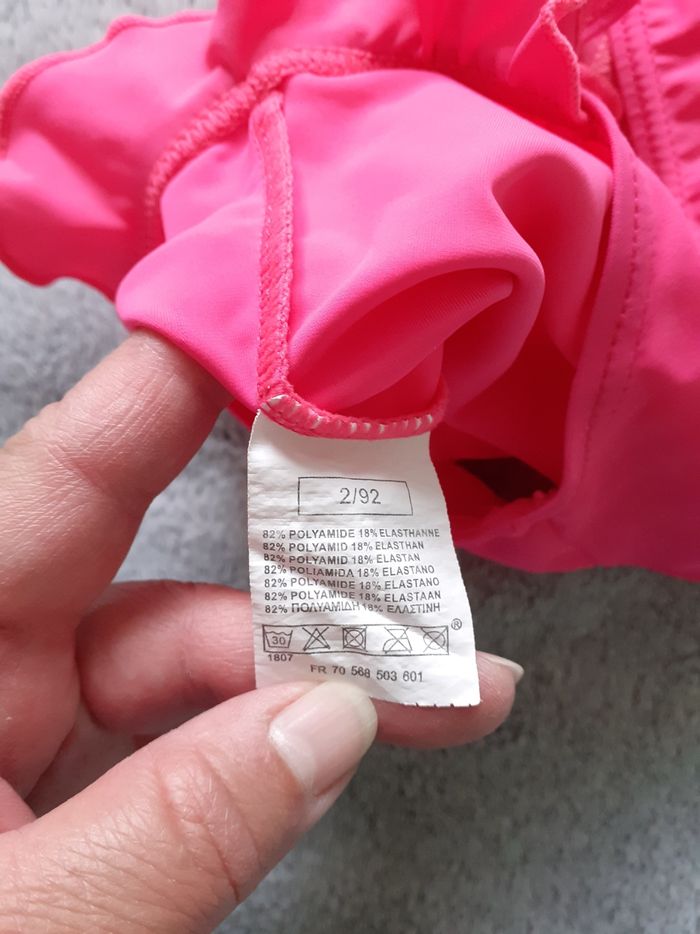 2/92
82% POLYAMIDE 18% ELASTHANNE
82% POLYAMID 18% ELASTHAN
82% POLYAMID 18% ELASTAN
82% POLIAMIDA 18% ELASTANO
82% POLIAMIDE 18% ELASTANO
82% POLYAMIDE 18% ELASTAAN
82% ΠΟΛΥΑΜΙΔΗ 18% ΕΛΑΣΤΙΝΗ
30 ®
1807
FR 70 568 503 601